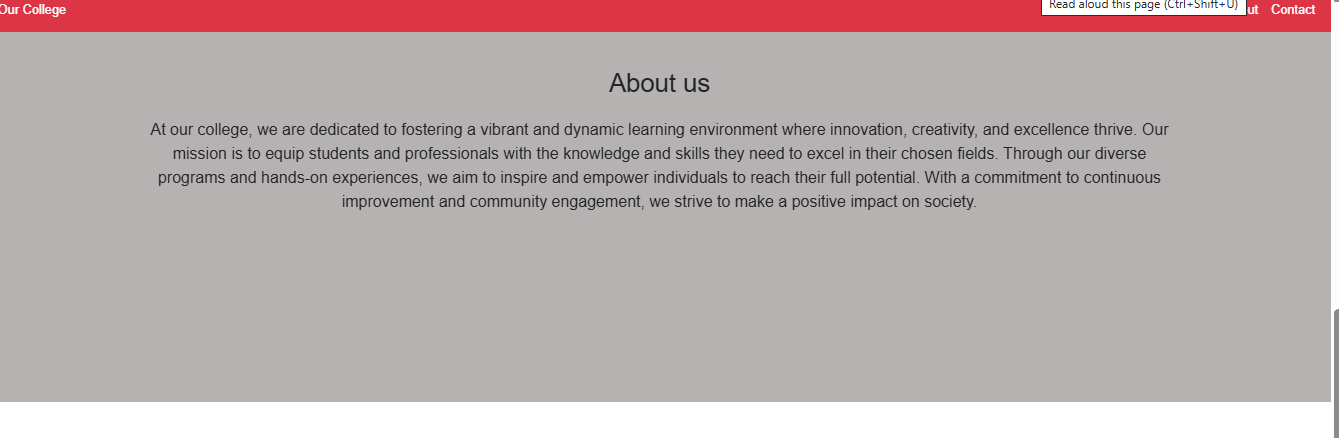 Our College
Read aloud this page (Ctrl+Shift+U)
Contact
About us
At our college, we are dedicated to fostering a vibrant and dynamic learning environment where innovation, creativity, and excellence thrive. Our
mission is to equip students and professionals with the knowledge and skills they need to excel in their chosen fields. Through our diverse
programs and hands-on experiences, we aim to inspire and empower individuals to reach their full potential. With a commitment to continuous
improvement and community engagement, we strive to make a positive impact on society.